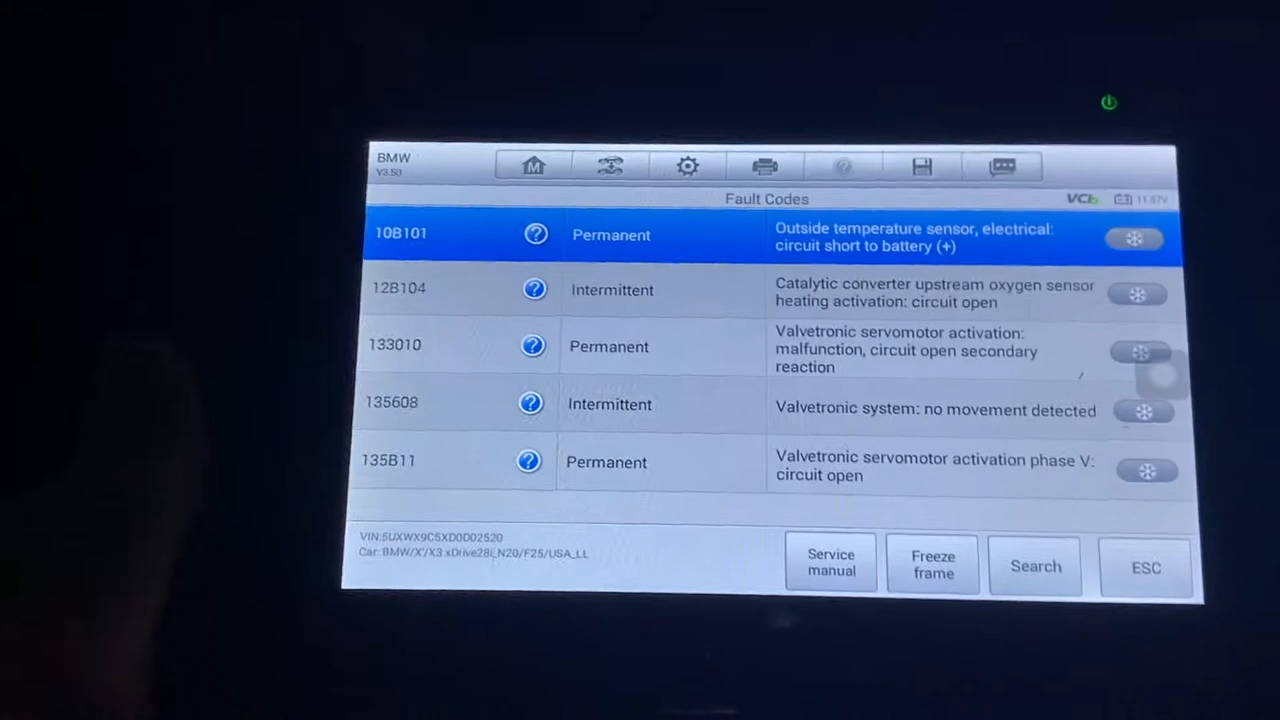 BMW
V3.50
M
Fault Codes
VCI
11.87V
10B101
?
Permanent
Outside temperature sensor, electrical:
circuit short to battery (+)
12B104
?
Intermittent
Catalytic converter upstream oxygen sensor
heating activation: circuit open
133010
?
Permanent
Valvetronic servomotor activation:
malfunction, circuit open secondary
reaction
135608
?
Intermittent
Valvetronic system: no movement detected
135B11
?
Permanent
Valvetronic servomotor activation phase V:
circuit open
VIN:5UXWX9C5XD0D02520
Car: BMW/X'/X3 xDrive28i_N20/F25/USA_LL
Service
manual
Freeze
frame
Search
ESC